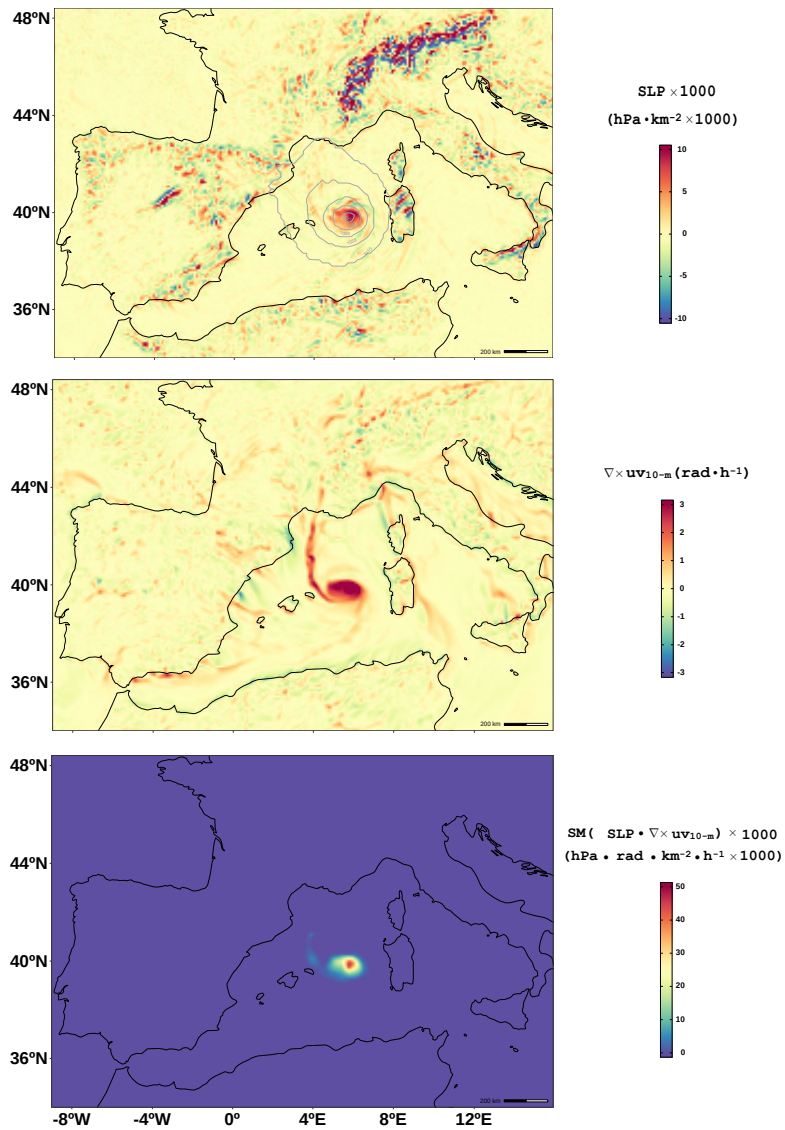 48ºN
44ºN
40ºN
36ºN
200 km
SLP ×1000
(hPa•km⁻²×1000)
10
5
0
-5
-10
48ºN
44ºN
40ºN
36ºN
200 km
∇×uv₁₀₋ₘ(rad•h⁻¹)
3
2
1
0
-1
-2
-3
48ºN
44ºN
40ºN
36ºN
200 km
-8ºW -4ºW 0º 4ºE 8ºE 12ºE
SM( SLP• ∇×uv₁₀₋ₘ) × 1000
(hPa • rad • km⁻²•h⁻¹ ×1000)
50
40
30
20
10
0